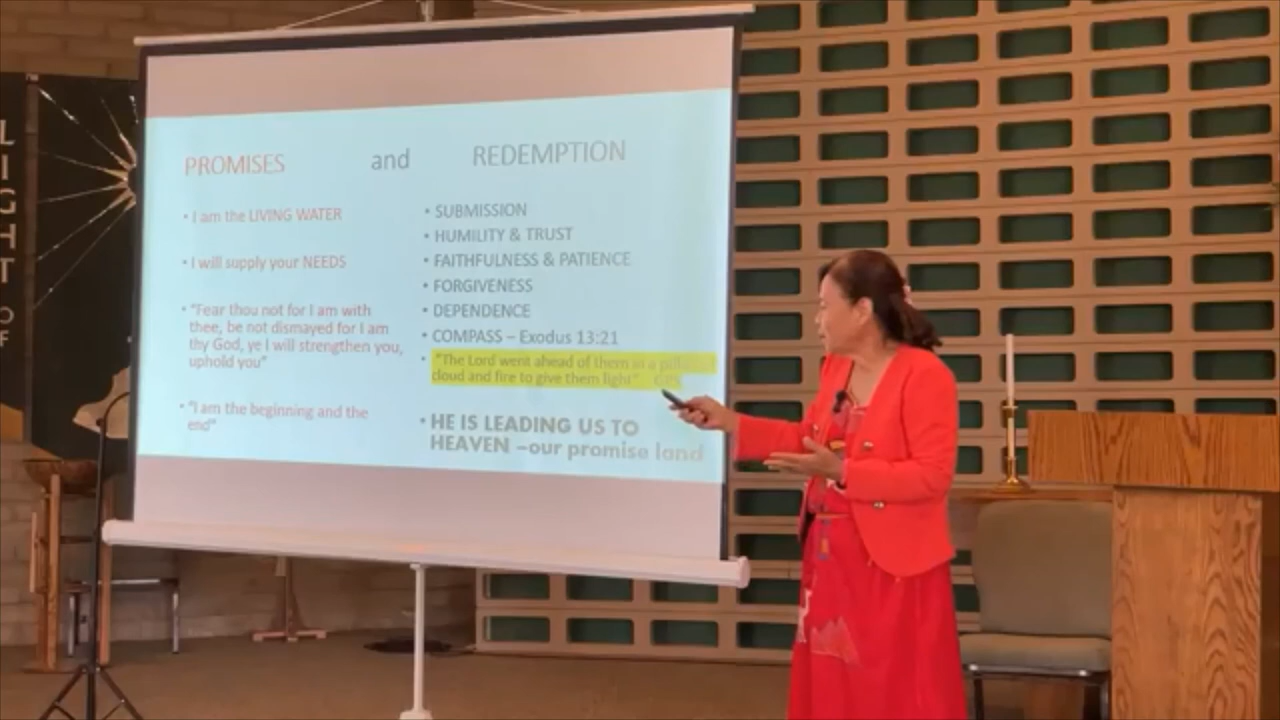 LIGHT
OF
PROMISES and REDEMPTION
• I am the LIVING WATER
• I will supply your NEEDS
• "Fear thou not for I am with
thee, be not dismayed for I am
thy God, ye I will strengthen you,
uphold you"
• "I am the beginning and the
end"
• SUBMISSION
• HUMILITY & TRUST
• FAITHFULNESS & PATIENCE
• FORGIVENESS
• DEPENDENCE
• COMPASS – Exodus 13:21
• "The Lord went ahead of them in a
cloud and fire to give them light"
• HE IS LEADING US TO
HEAVEN –our promise land